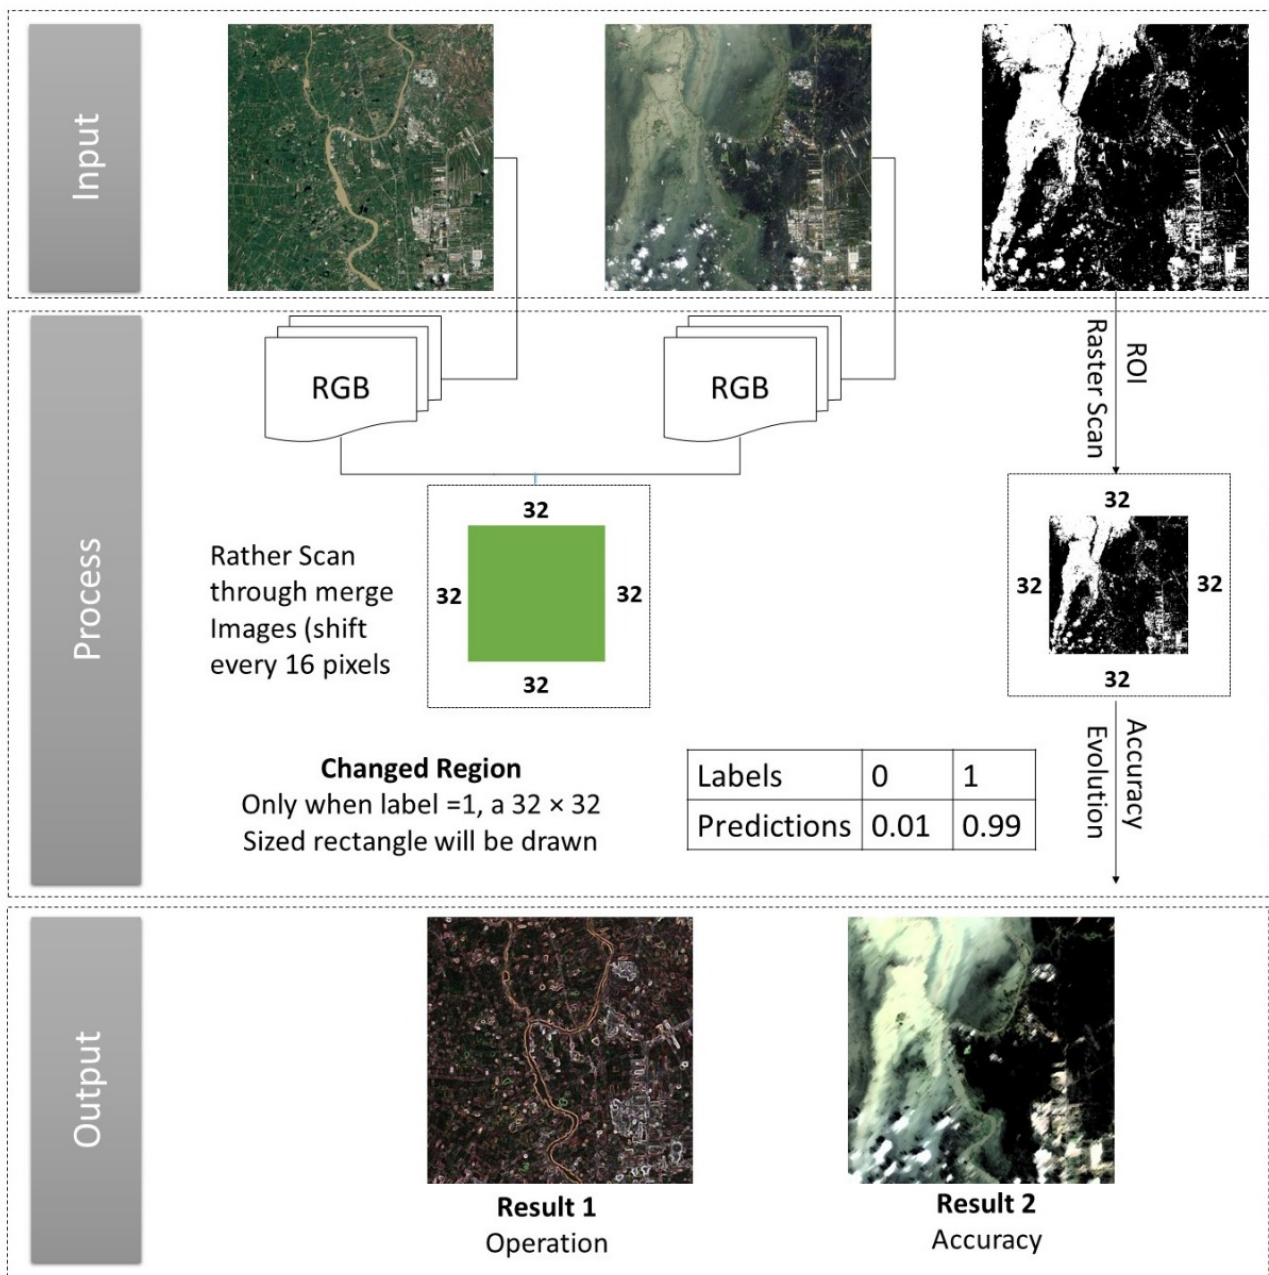 Input
RGB
RGB
ROI
Raster Scan
32
32
32
32
Rather Scan
through merge
Images (shift
every 16 pixels
32
32
32
32
Process
Changed Region
Only when label =1, a 32 × 32
Sized rectangle will be drawn
Labels 0 1
Predictions 0.01 0.99
Accuracy
Evolution
Output
Result 1
Operation
Result 2
Accuracy